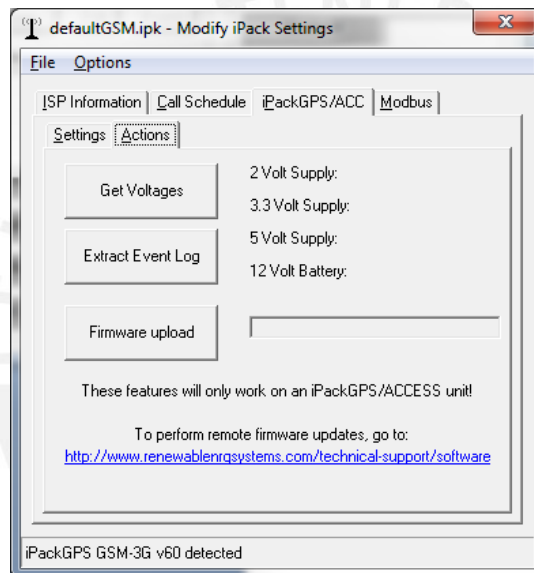 defaultGSM.ipk - Modify iPack Settings
File Options
ISP Information Call Schedule iPackGPS/ACC Modbus
Settings Actions
Get Voltages
2 Volt Supply:
3.3 Volt Supply:
Extract Event Log
5 Volt Supply:
12 Volt Battery:
Firmware upload
These features will only work on an iPackGPS/ACCESS unit!
To perform remote firmware updates, go to:
http://www.renewablenrgsystems.com/technical-support/software
iPackGPS GSM-3G v60 detected